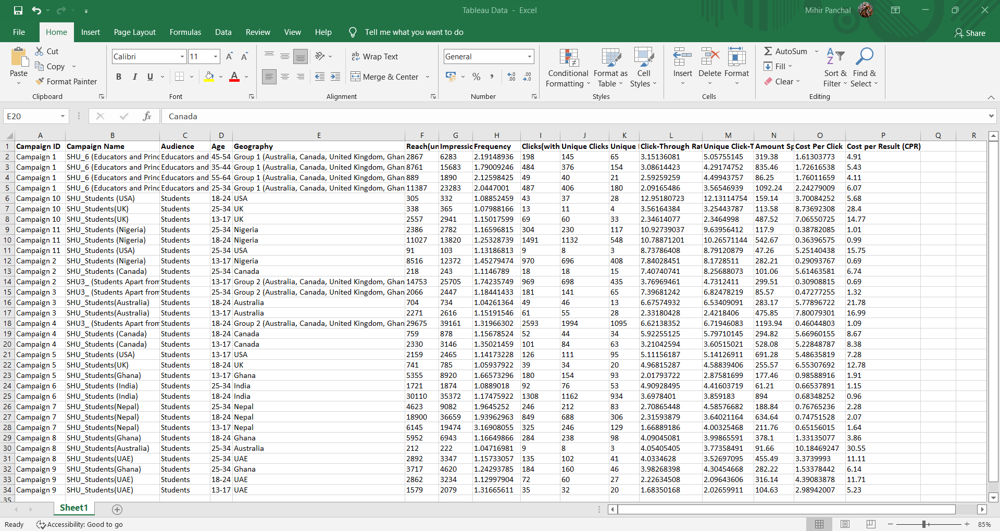 Tableau Data - Excel
Mihir Panchal
File Home Insert Page Layout Formulas Data Review View Help Tell me what you want to do Share
Paste
Cut
Copy
Format Painter
Clipboard
Calibri 11
B I U
Font
Wrap Text
Merge & Center
Alignment
General
Number
Conditional Formatting
Format as Table
Cell Styles
Styles
Insert Delete Format
Cells
AutoSum
Fill
Clear
Sort & Filter
Find & Select
Editing
E20 fx Canada
A B C D E F G H I J K L M N O P Q R
1 Campaign ID Campaign Name Audience Age Geography Reach(un Impressic Frequency Clicks(with Unique Clicks Unique Click-Through Rat Unique Click-T Amount Sp Cost Per Click Cost per Result (CPR)
2 Campaign 1 SHU_6 (Educators and Princ Educators and 45-54 Group 1 (Australia, Canada, United Kingdom, Ghan 2867 6283 2.19148936 198 145 65 3.15136081 5.05755145 319.38 1.61303773 4.91
3 Campaign 1 SHU_6 (Educators and Princ Educators and 35-44 Group 1 (Australia, Canada, United Kingdom, Ghan 8761 15683 1.79009246 484 376 154 3.08614423 4.29174752 835.46 1.72616538 5.43
4 Campaign 1 SHU_6 (Educators and Princ Educators and 55-64 Group 1 (Australia, Canada, United Kingdom, Ghan 889 1890 2.12598425 49 40 21 2.59259259 4.49943757 86.25 1.76011659 4.11
5 Campaign 1 SHU_6 (Educators and Princ Educators and 25-34 Group 1 (Australia, Canada, United Kingdom, Ghan 11387 23283 2.0447001 487 406 180 2.09165486 3.56546939 1092.24 2.24279009 6.07
6 Campaign 10 SHU_Students (USA) Students 18-24 USA 305 332 1.08852459 43 37 28 12.95180723 12.13114754 159.14 3.70084252 5.68
7 Campaign 10 SHU_Students(UK) Students 25-34 UK 338 365 1.07988166 13 11 4 3.56164384 3.25443787 113.58 8.73692308 28.4
8 Campaign 10 SHU_Students(UK) Students 13-17 UK 2557 2941 1.15017599 69 60 33 2.34614077 2.3464998 487.52 7.06550725 14.77
9 Campaign 11 SHU_Students (Nigeria) Students 25-34 Nigeria 2386 2782 1.16596815 304 230 117 10.92739037 9.63956412 117.9 0.38782085 1.01
10 Campaign 11 SHU_Students (Nigeria) Students 18-24 Nigeria 11027 13820 1.25328739 1491 1132 548 10.78871201 10.26571144 542.67 0.36396575 0.99
11 Campaign 11 SHU_Students (USA) Students 25-34 USA 91 103 1.13186813 9 8 3 8.73786408 8.79120879 47.26 5.25140438 15.75
12 Campaign 2 SHU_Students (Nigeria) Students 13-17 Nigeria 8516 12372 1.45279474 970 696 408 7.84028451 8.1728511 282.21 0.29093767 0.69
13 Campaign 2 SHU_Students (Canada) Students 25-34 Canada 218 243 1.1146789 18 18 15 7.40740741 8.25688073 101.06 5.61463581 6.74
14 Campaign 2 SHU3_ (Students Apart from Students 13-17 Group 2 (Australia, Canada, United Kingdom, Ghan 14753 25705 1.74235749 969 698 435 3.76969461 4.7312411 299.51 0.30908815 0.69
15 Campaign 3 SHU3_ (Students Apart from Students 25-34 Group 2 (Australia, Canada, United Kingdom, Ghan 2066 2447 1.18441433 181 141 65 7.39681242 6.82478219 85.57 0.47277255 1.32
16 Campaign 3 SHU_Students(Australia) Students 18-24 Australia 704 734 1.04261364 49 46 13 6.67574932 6.53409091 283.17 5.77896722 21.78
17 Campaign 3 SHU_Students(Australia) Students 13-17 Australia 2271 2616 1.15191546 61 55 28 2.33180428 2.4218406 475.85 7.80079301 16.99
18 Campaign 4 SHU3_ (Students Apart from Students 18-24 Group 2 (Australia, Canada, United Kingdom, Ghan 29675 39161 1.31966302 2593 1994 1095 6.62138352 6.71946083 1193.94 0.46044803 1.09
19 Campaign 4 SHU_Students (Canada) Students 18-24 Canada 759 878 1.15678524 52 44 34 5.92255125 5.79710145 294.82 5.66960155 8.67
20 Campaign 4 SHU_Students (Canada) Students 13-17 Canada 2330 3146 1.35021459 101 84 63 3.21042594 3.60515021 528.08 5.22848787 8.38
21 Campaign 5 SHU_Students (USA) Students 13-17 USA 2159 2465 1.14173228 126 111 95 5.11156187 5.14126911 691.28 5.48635819 7.28
22 Campaign 5 SHU_Students(UK) Students 18-24 UK 741 785 1.05937922 39 34 20 4.96815287 4.58839406 255.57 6.55307692 12.78
23 Campaign 5 SHU_Students(Ghana) Students 13-17 Ghana 5355 8920 1.66573296 180 154 93 2.01793722 2.87581699 177.46 0.98588916 1.91
24 Campaign 6 SHU_Students (India) Students 25-34 India 1721 1874 1.0889018 92 76 53 4.90928495 4.41603719 61.21 0.66537891 1.15
25 Campaign 6 SHU_Students (India) Students 18-24 India 30110 35372 1.17475922 1308 1162 934 3.6978401 3.859183 894 0.68348252 0.96
26 Campaign 7 SHU_Students(Nepal) Students 25-34 Nepal 4623 9082 1.9645252 246 212 83 2.70865448 4.58576682 188.84 0.76765236 2.28
27 Campaign 7 SHU_Students(Nepal) Students 18-24 Nepal 18900 36659 1.93962963 849 688 306 2.31593879 3.64021164 634.64 0.74751528 2.07
28 Campaign 7 SHU_Students(Nepal) Students 13-17 Nepal 6145 19474 3.16908055 325 246 129 1.66889186 4.00325468 211.76 0.65156015 1.64
29 Campaign 8 SHU_Students(Ghana) Students 18-24 Ghana 5952 6943 1.16649866 284 238 98 4.09045081 3.99865591 378.1 1.33135077 3.86
30 Campaign 8 SHU_Students(Australia) Students 25-34 Australia 212 222 1.04716981 9 8 3 4.05405405 3.77358491 91.66 10.18469247 30.55
31 Campaign 8 SHU_Students(UAE) Students 25-34 UAE 2892 3347 1.15733057 135 102 41 4.0334628 3.52697095 455.49 3.3739993 11.11
32 Campaign 9 SHU_Students(Ghana) Students 25-34 Ghana 3717 4620 1.24293785 184 160 46 3.98268398 4.30454668 282.22 1.53378442 6.14
33 Campaign 9 SHU_Students(UAE) Students 18-24 UAE 2862 3234 1.12997904 72 60 27 2.22634508 2.09643606 316.14 4.39083878 11.71
34 Campaign 9 SHU_Students(UAE) Students 13-17 UAE 1579 2079 1.31665611 35 32 20 1.68350168 2.02659911 104.63 2.98942007 5.23
35
Sheet1
Ready Accessibility: Good to go 85%